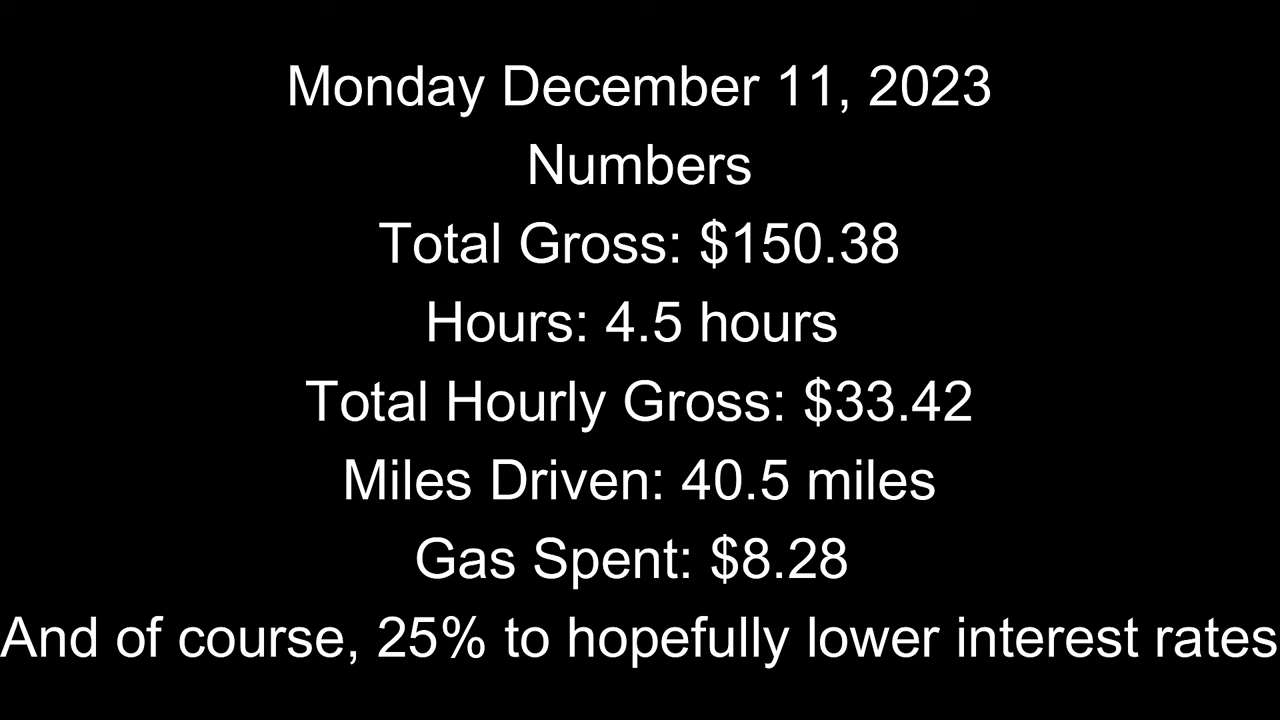 Monday December 11, 2023
Numbers
Total Gross: $150.38
Hours: 4.5 hours
Total Hourly Gross: $33.42
Miles Driven: 40.5 miles
Gas Spent: $8.28
And of course, 25% to hopefully lower interest rates